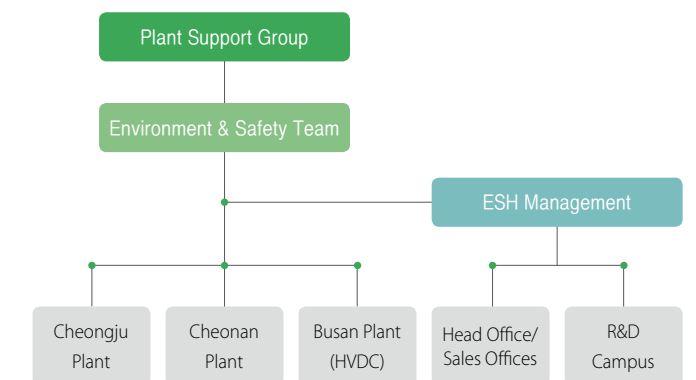 Plant Support Group
Environment & Safety Team
ESH Management
Cheongju
Plant
Cheonan
Plant
Busan Plant
(HVDC)
Head Office/
Sales Offices
R&D
Campus